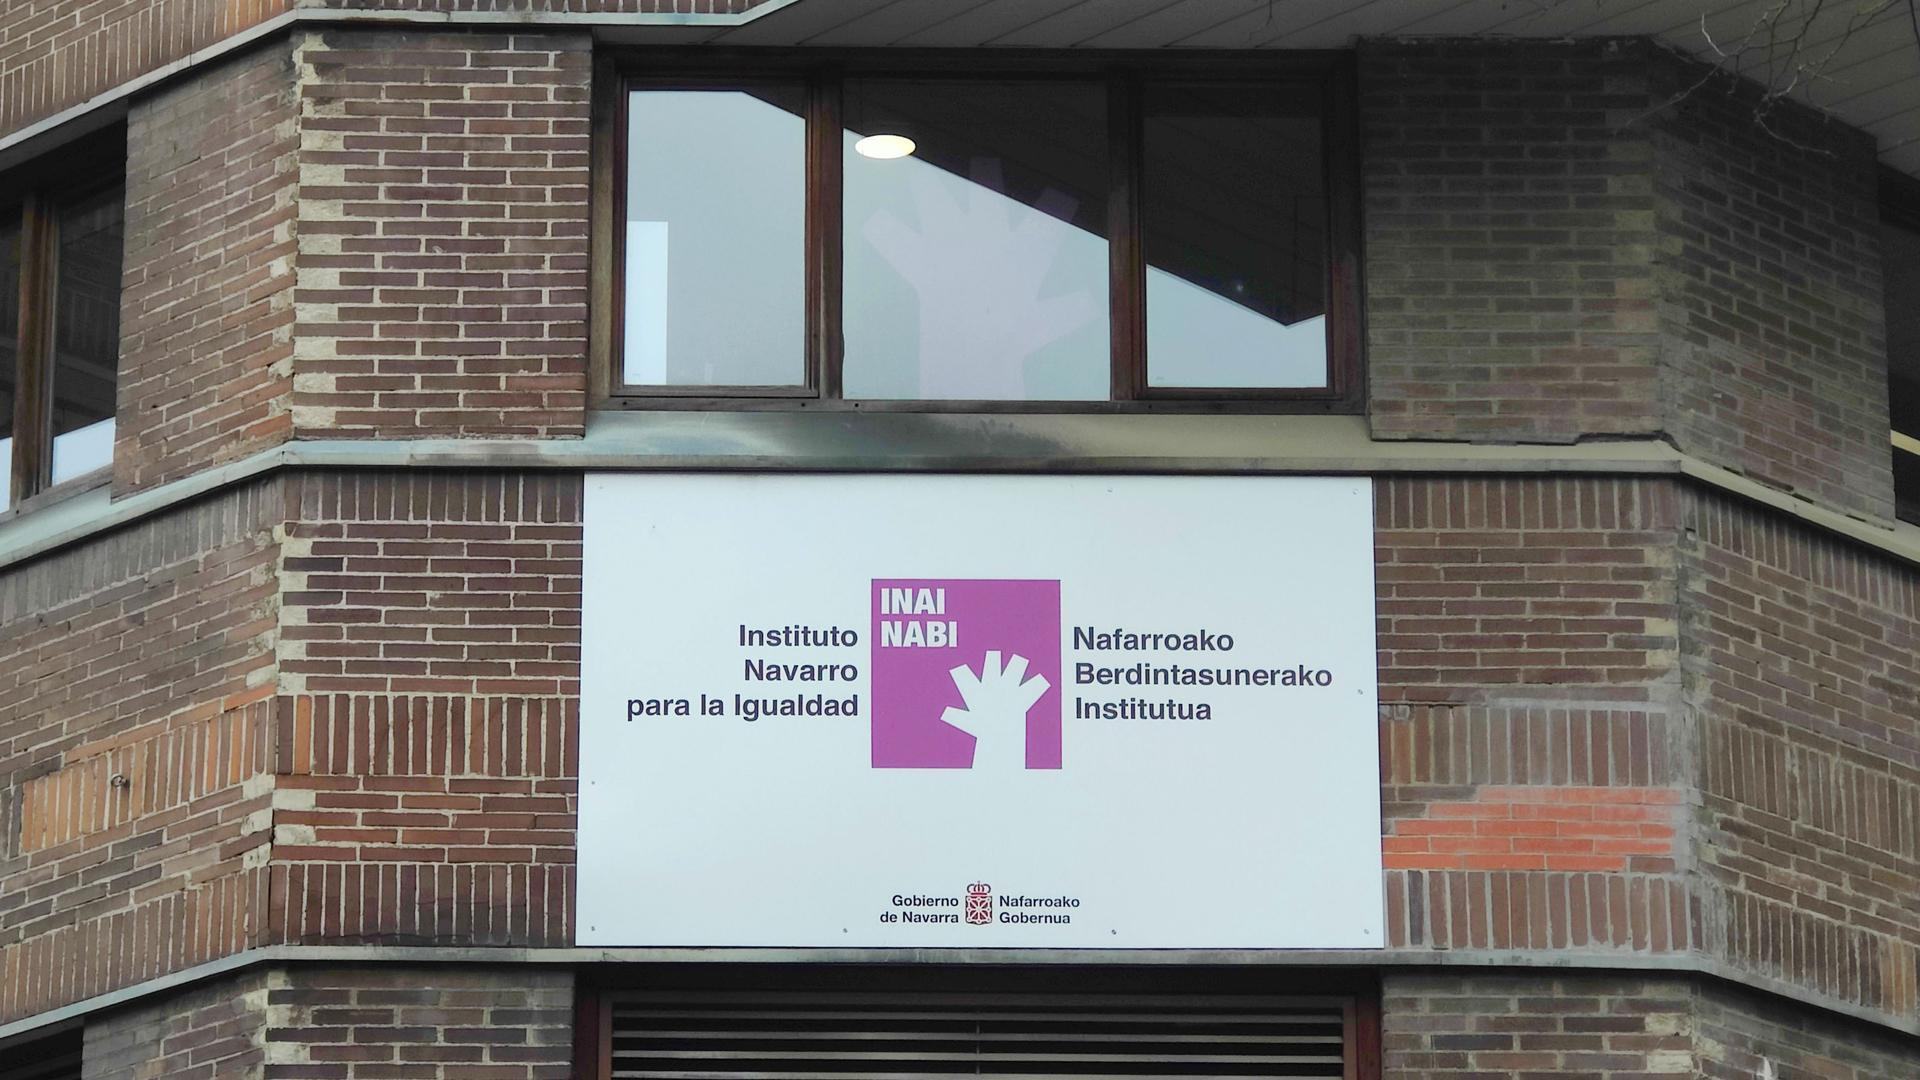 Instituto
Navarro
para la Igualdad
INAI
NABI
Nafarroako
Berdintasunerako
Institutua
Gobierno
de Navarra
Nafarroako
Gobernua